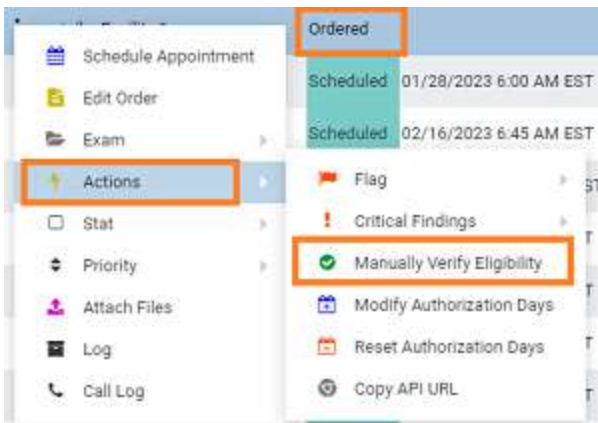 Ordered
Scheduled 01/28/2023 6:00 AM EST
Scheduled 02/16/2023 6:45 AM EST
Schedule Appointment
Edit Order
Exam
Actions
Stat
Priority
Attach Files
Log
Call Log
Flag
Critical Findings
Manually Verify Eligibility
Modify Authorization Days
Reset Authorization Days
Copy API URL